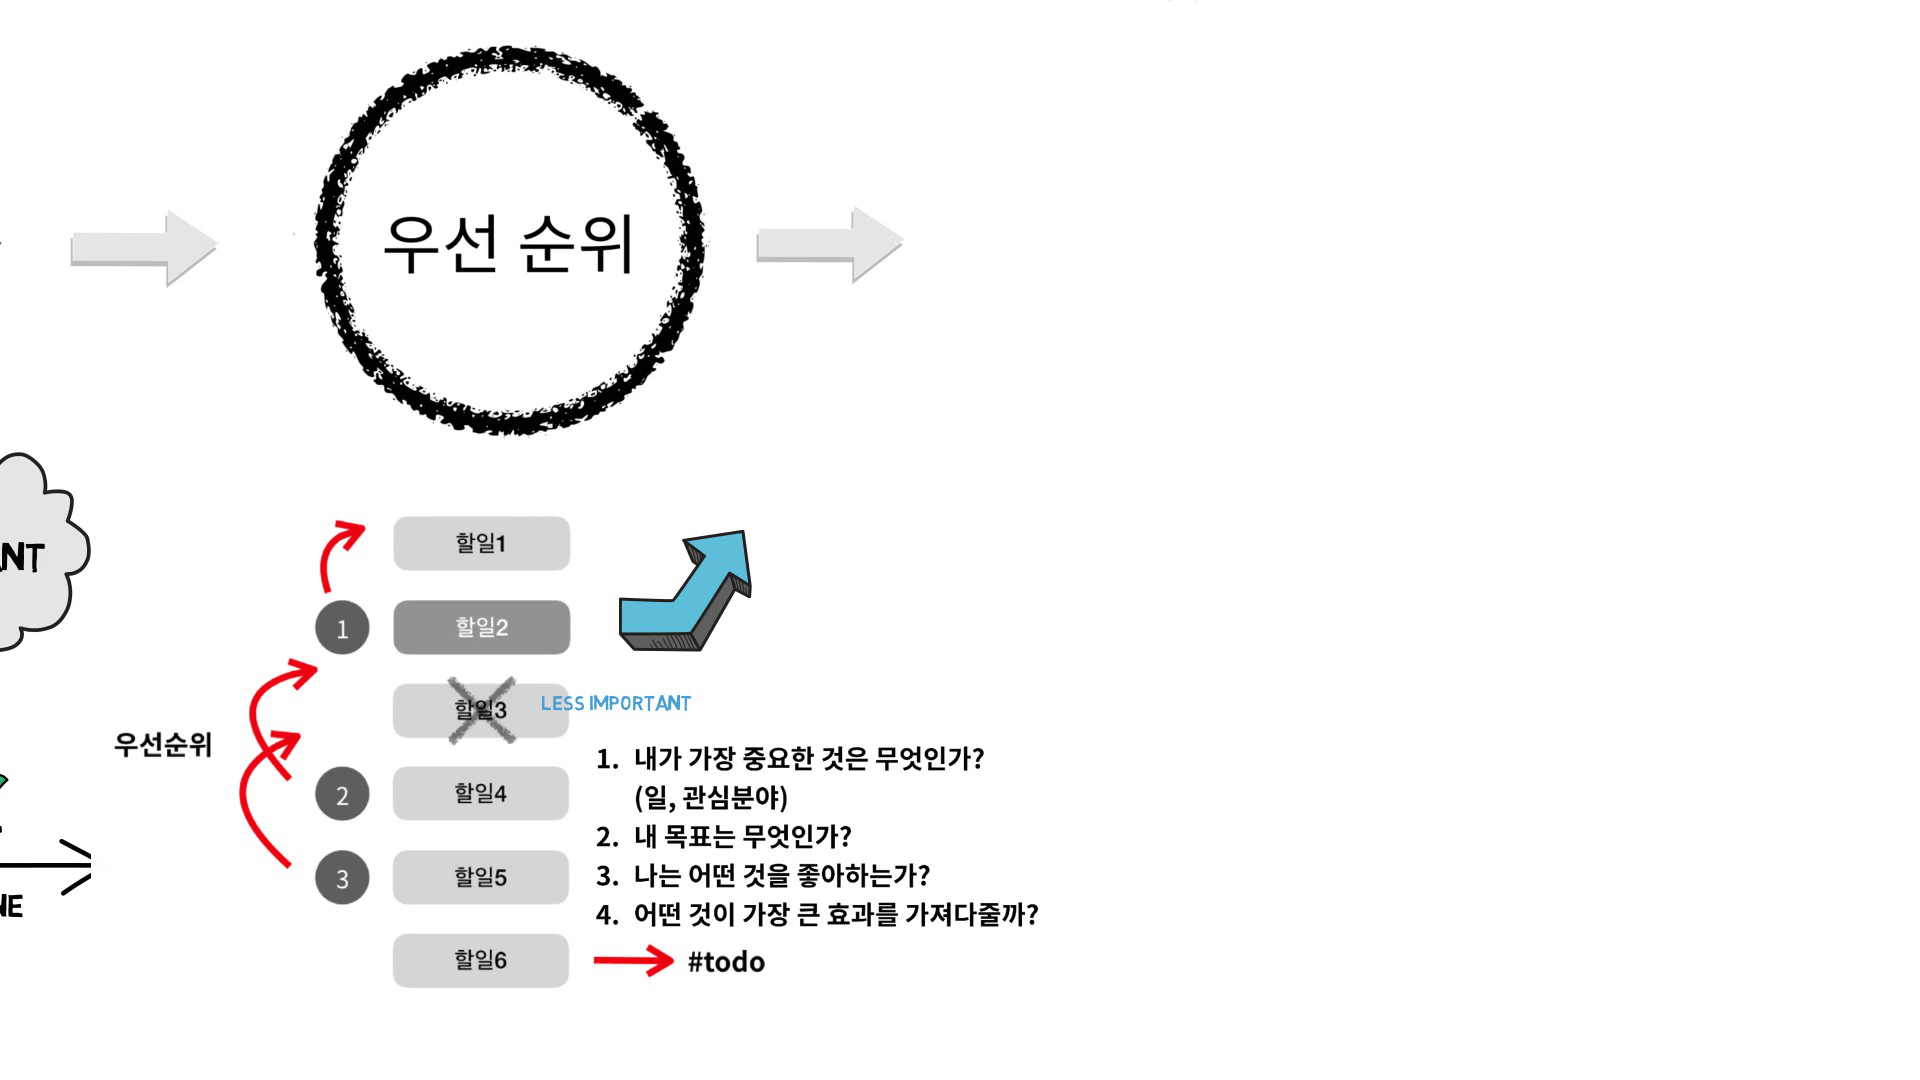 우선 순위
ANT
할일1
1
할일2
할일3
LESS IMPORTANT
우선순위
1. 내가 가장 중요한 것은 무엇인가?
(일, 관심분야)
2
할일4
2. 내 목표는 무엇인가?
3
할일5
3. 나는 어떤 것을 좋아하는가?
4. 어떤 것이 가장 큰 효과를 가져다줄까?
NE
할일6
#todo